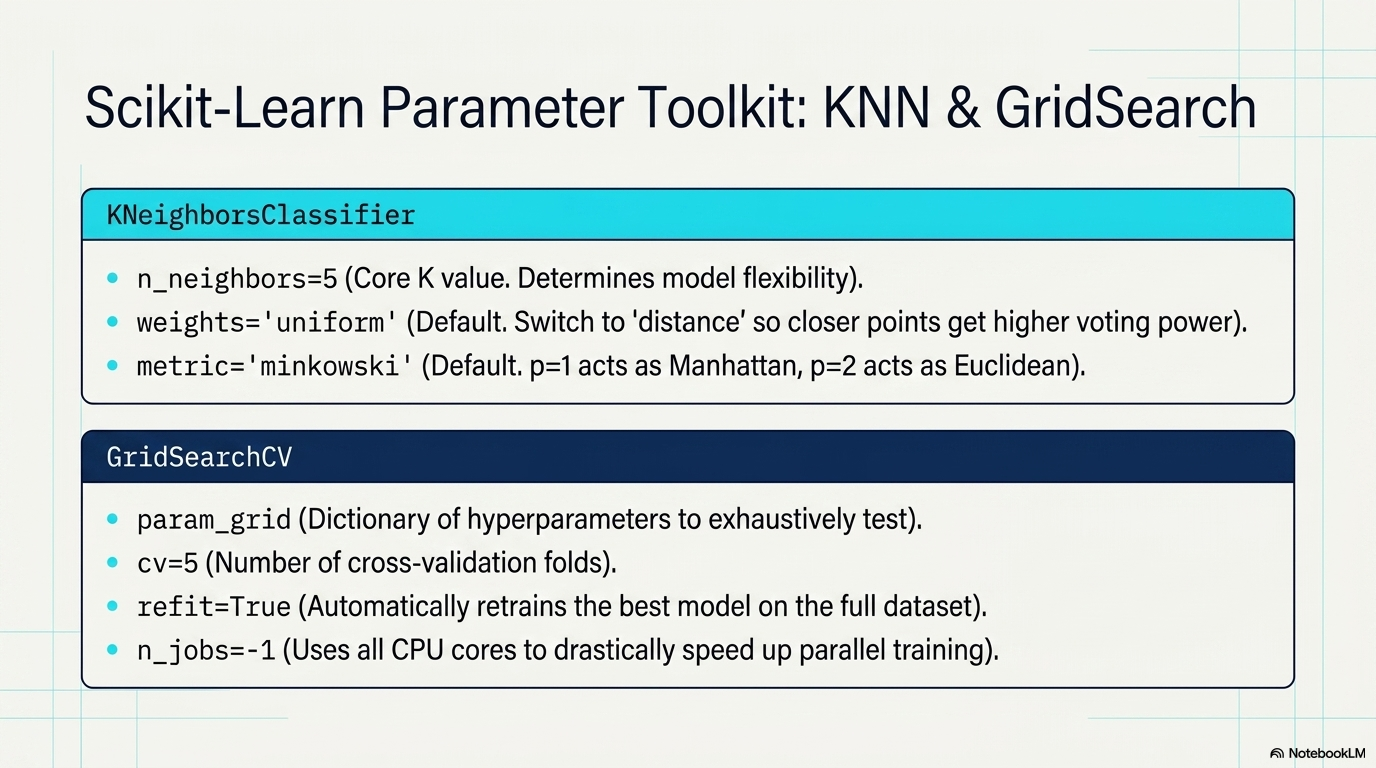 Scikit-Learn Parameter Toolkit: KNN & GridSearch
KNeighborsClassifier
n_neighbors=5 (Core K value. Determines model flexibility).
weights='uniform' (Default. Switch to 'distance' so closer points get higher voting power).
metric='minkowski' (Default. p=1 acts as Manhattan, p=2 acts as Euclidean).
GridSearchCV
param_grid (Dictionary of hyperparameters to exhaustively test).
cv=5 (Number of cross-validation folds).
refit=True (Automatically retrains the best model on the full dataset).
n_jobs=-1 (Uses all CPU cores to drastically speed up parallel training).
NotebookLM